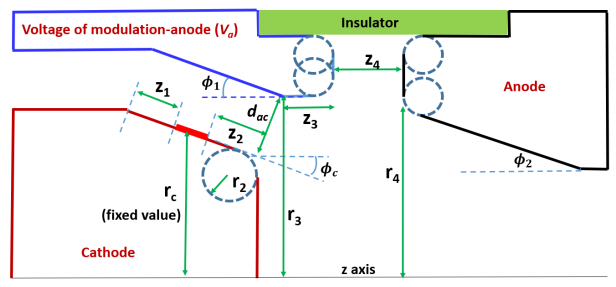 Insulator
Voltage of modulation-anode (Va)
z4
Anode
z1
ϕ1
dac
z3
z2
ϕ2
ϕc
rc
(fixed value)
r2
r3
r4
Cathode
z axis